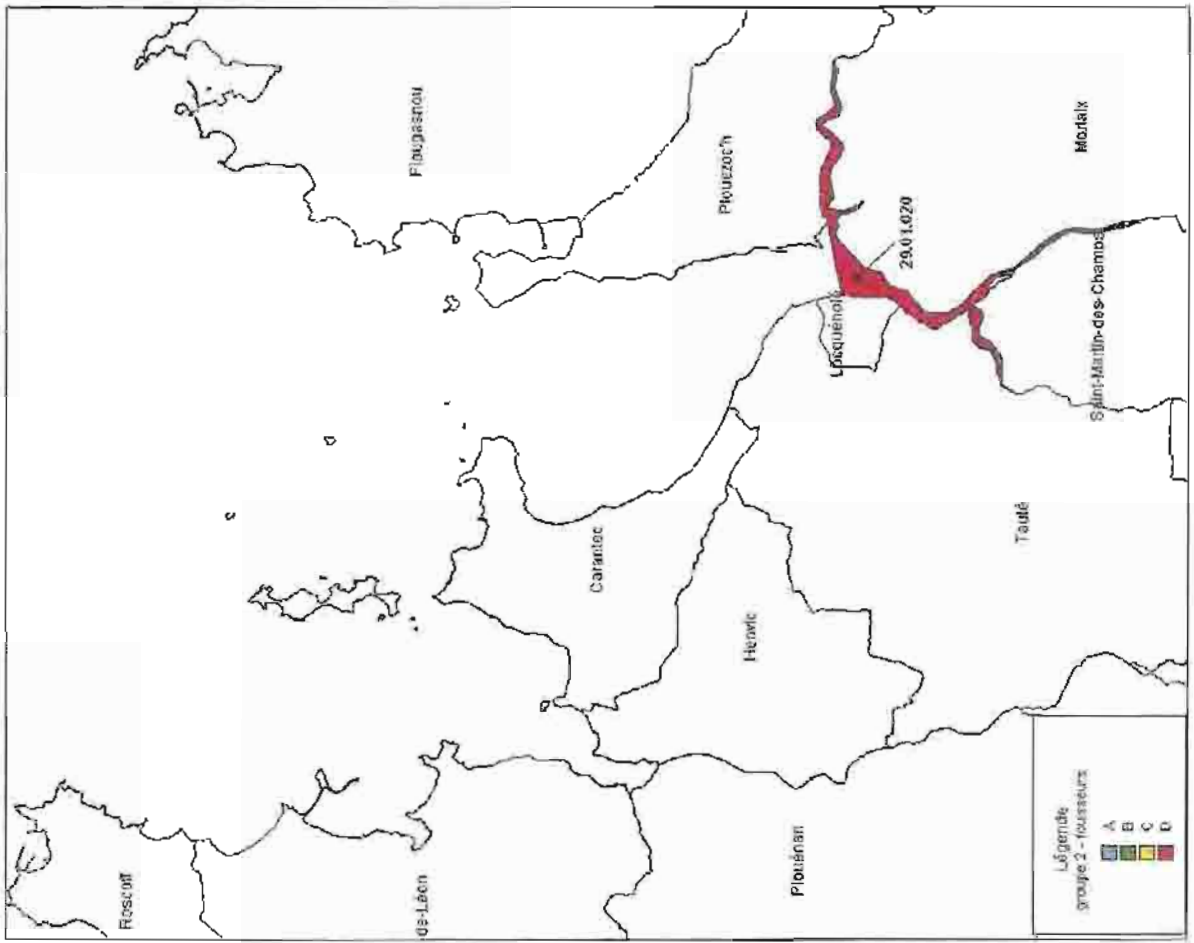 Roscoff
de-Léon
Plouénan
Carantec
Henvic
Taulé
Plougasnou
Plouezoc'h
Locquénolé
29.01.020
Morlaix
Saint-Martin-des-Champs
Légende
groupe 2 - fouisseurs
A
B
C
D